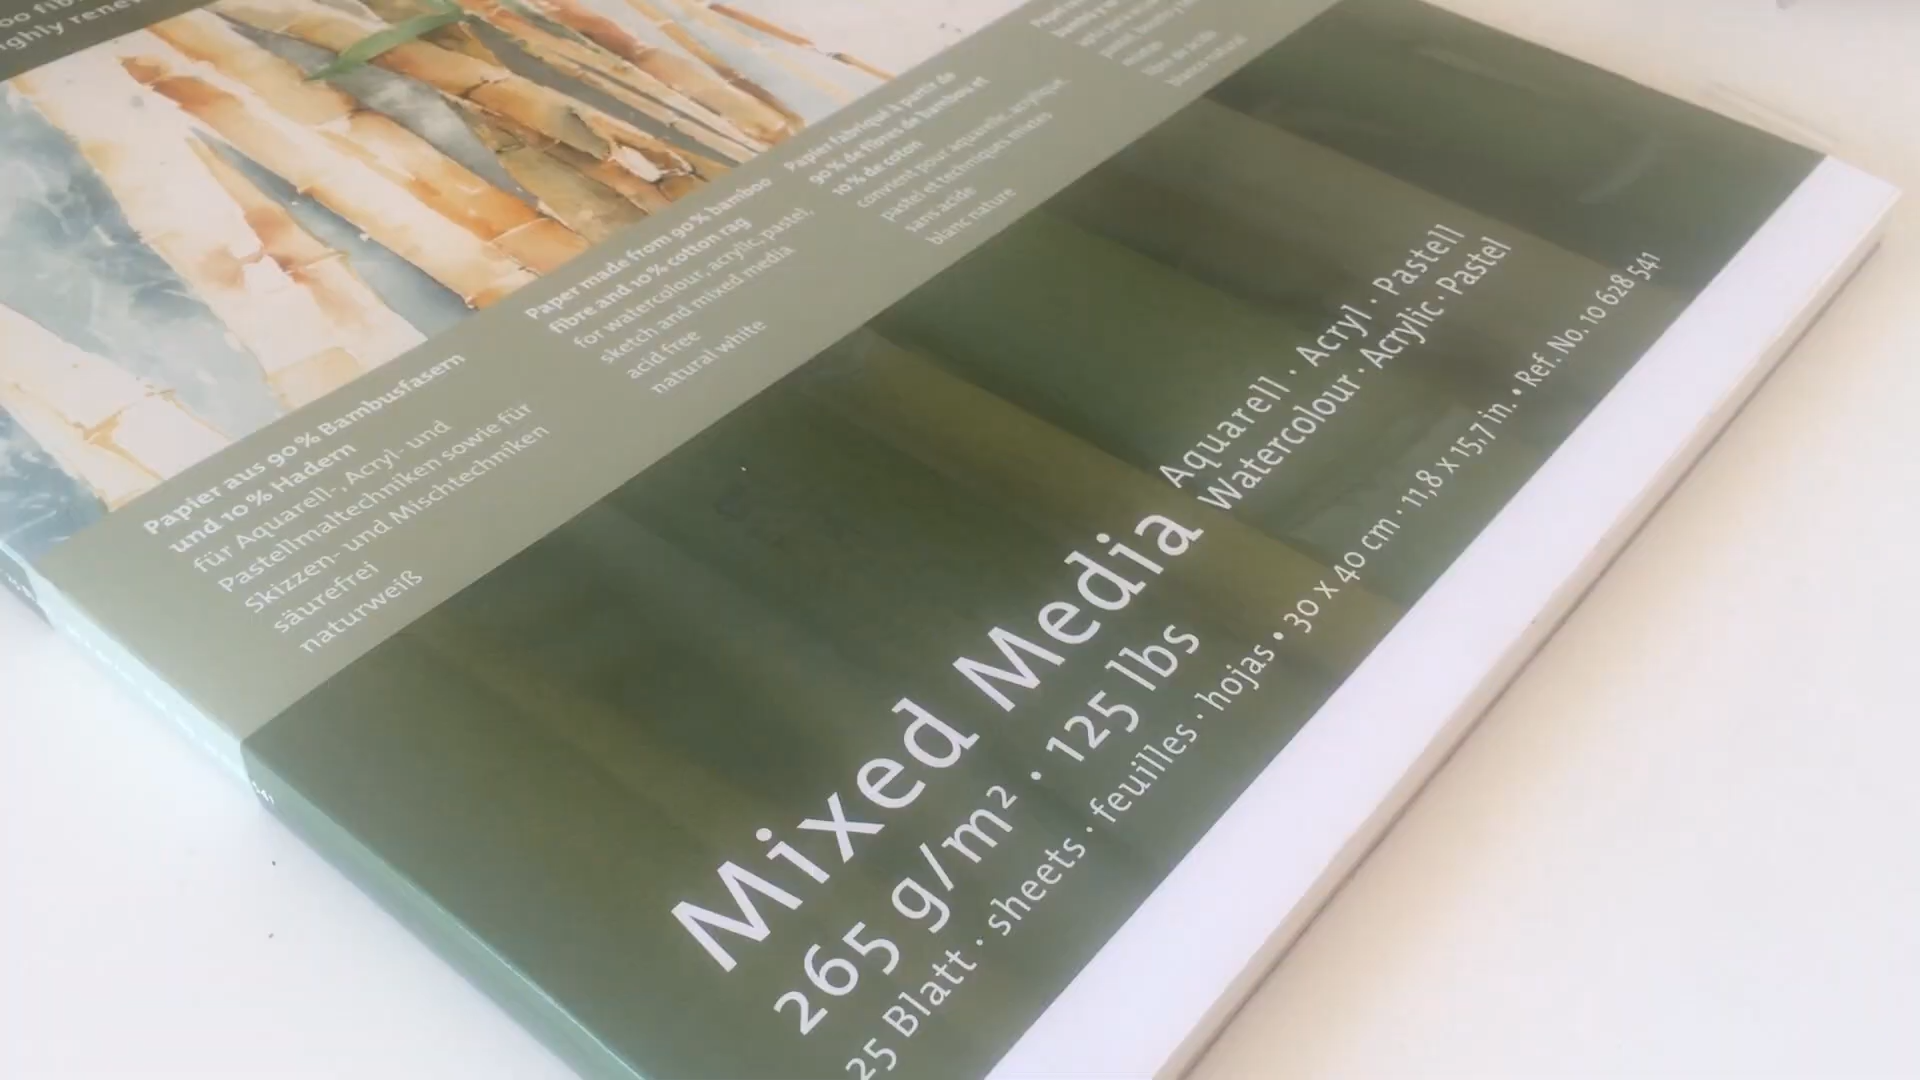 ghly renew
Papier aus 90% Bambusfasern
und 10% Hadern
für Aquarell-, Acryl- und
Pastellmaltechniken sowie für
Skizzen- und Mischtechniken
säurefrei
naturweiß
Paper made from 90% bamboo
fibre and 10% cotton rag
for watercolour, acrylic, pastel,
sketch and mixed media
acid free
natural white
Papier fabriqué à partir de
90% de fibres de bambou et
10% de coton
convient pour aquarelle, acrylique,
pastel et techniques mixtes
sans acide
blanc nature
Mixed Media
Aquarell · Acryl · Pastell
Watercolour · Acrylic · Pastel
265 g/m² · 125 lbs
25 Blatt · sheets · feuilles · hojas • 30 x 40 cm · 11,8 x 15,7 in. • Ref. No. 10 628 541